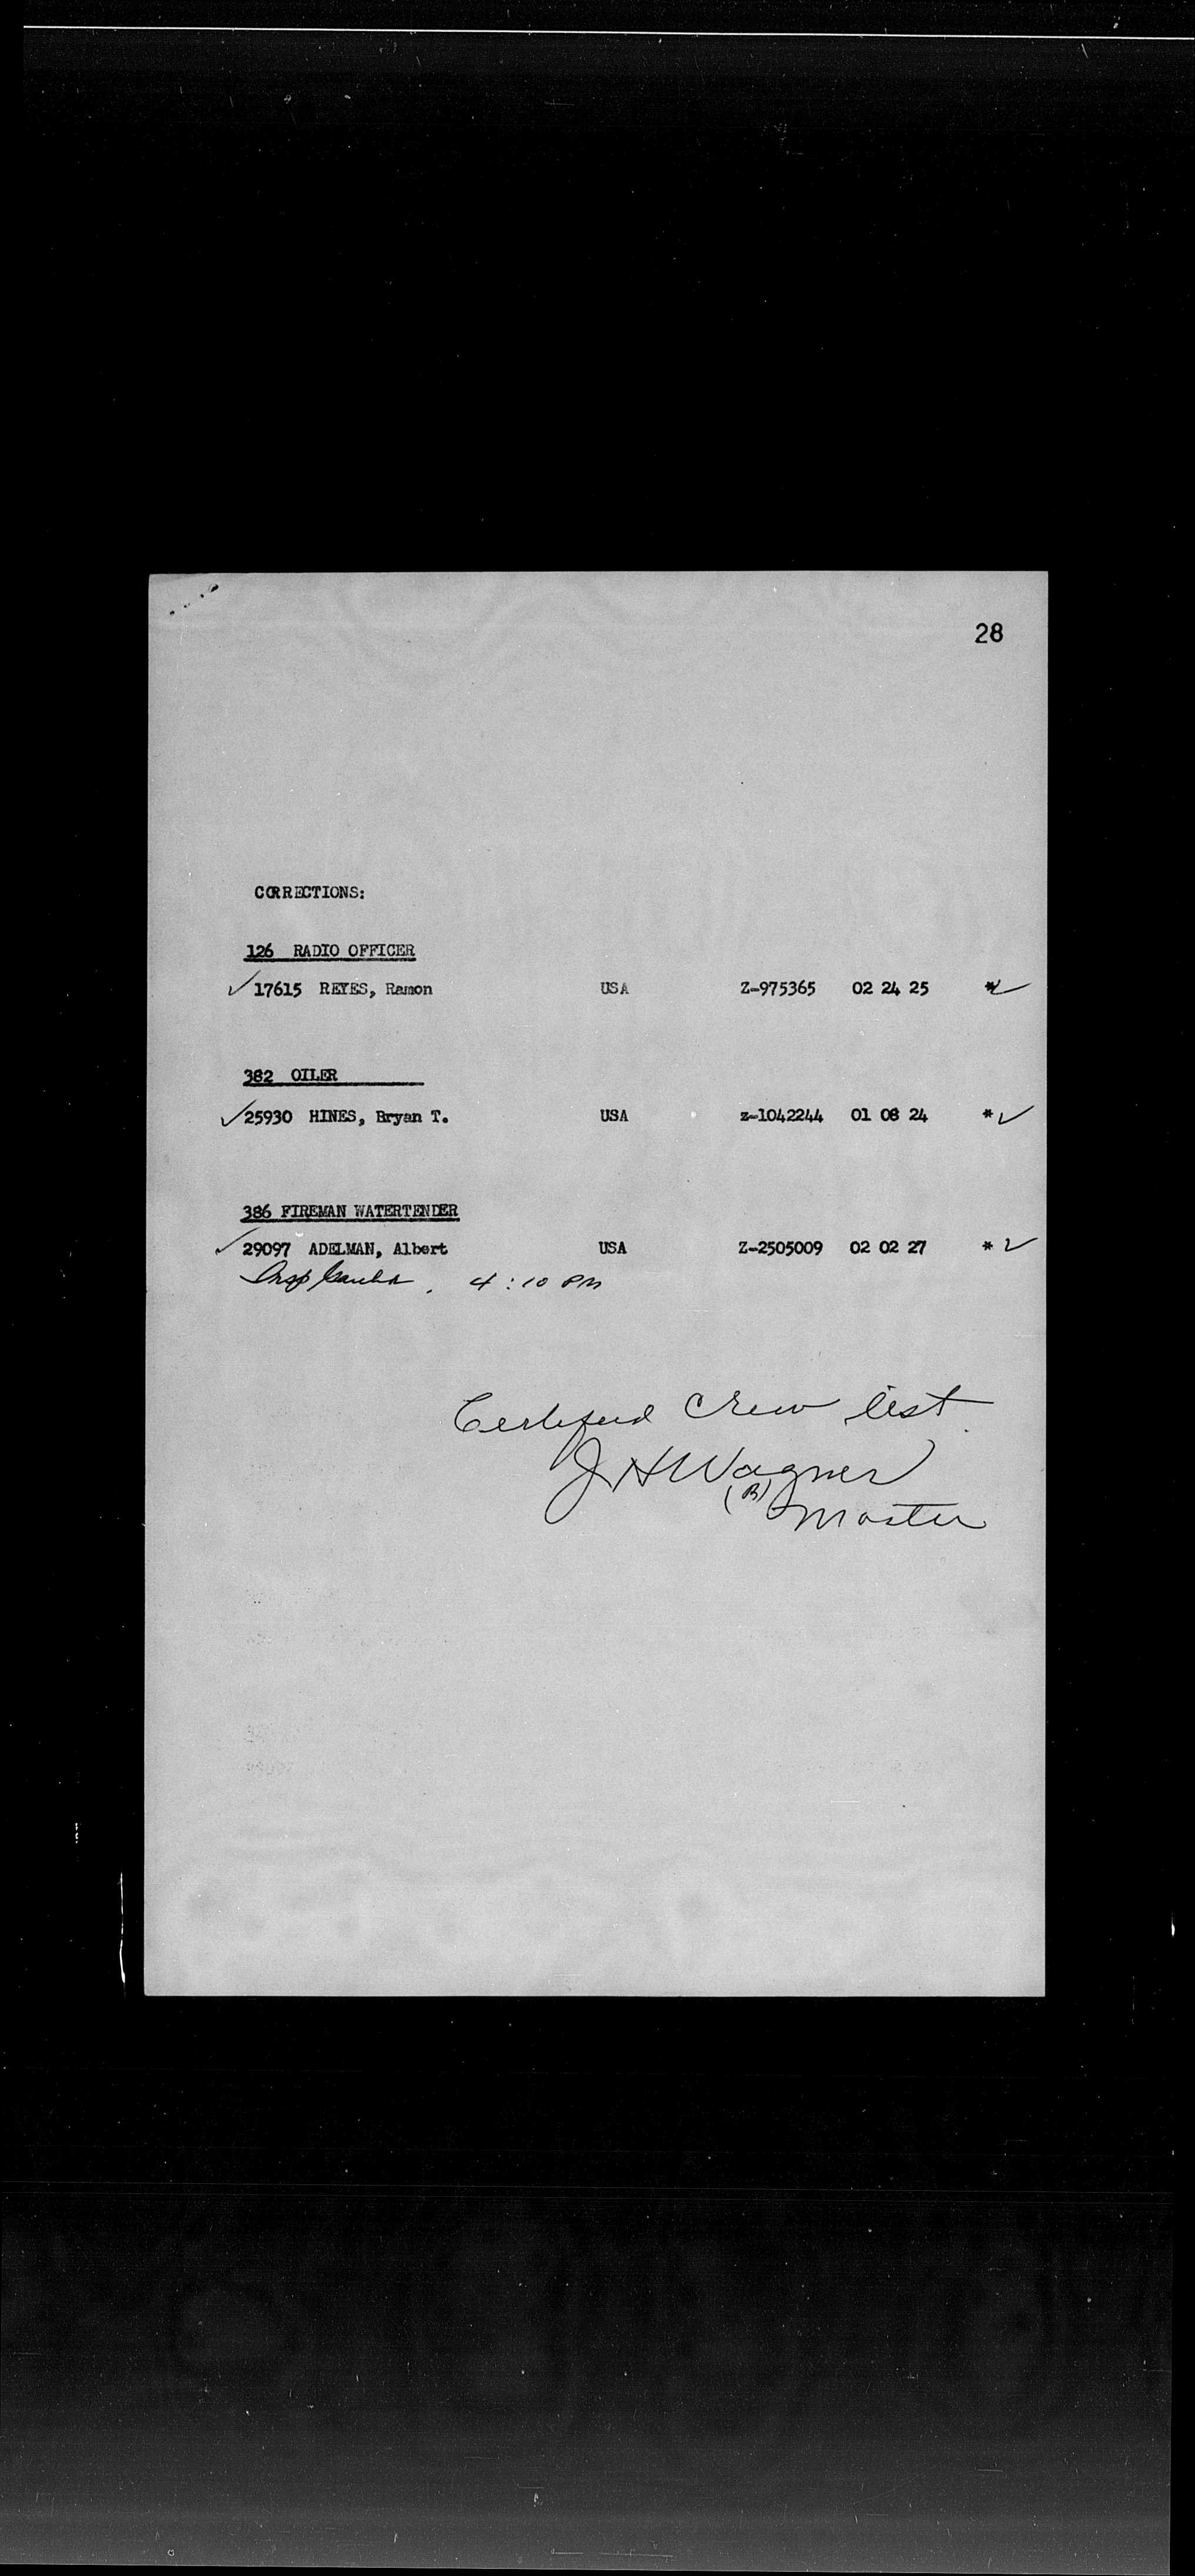 28
CORRECTIONS:
126 RADIO OFFICER
✓ 17615 REYES, Ramon USA Z-975365 02 24 25 *✓
382 OILER
✓ 25930 HINES, Bryan T. USA z-1042244 01 08 24 *✓
386 FIREMAN WATERTENDER
✓ 29097 ADELMAN, Albert USA Z-2505009 02 02 27 *✓
Insp 4:10 PM
Certified Crew list
J H Wagner
Master